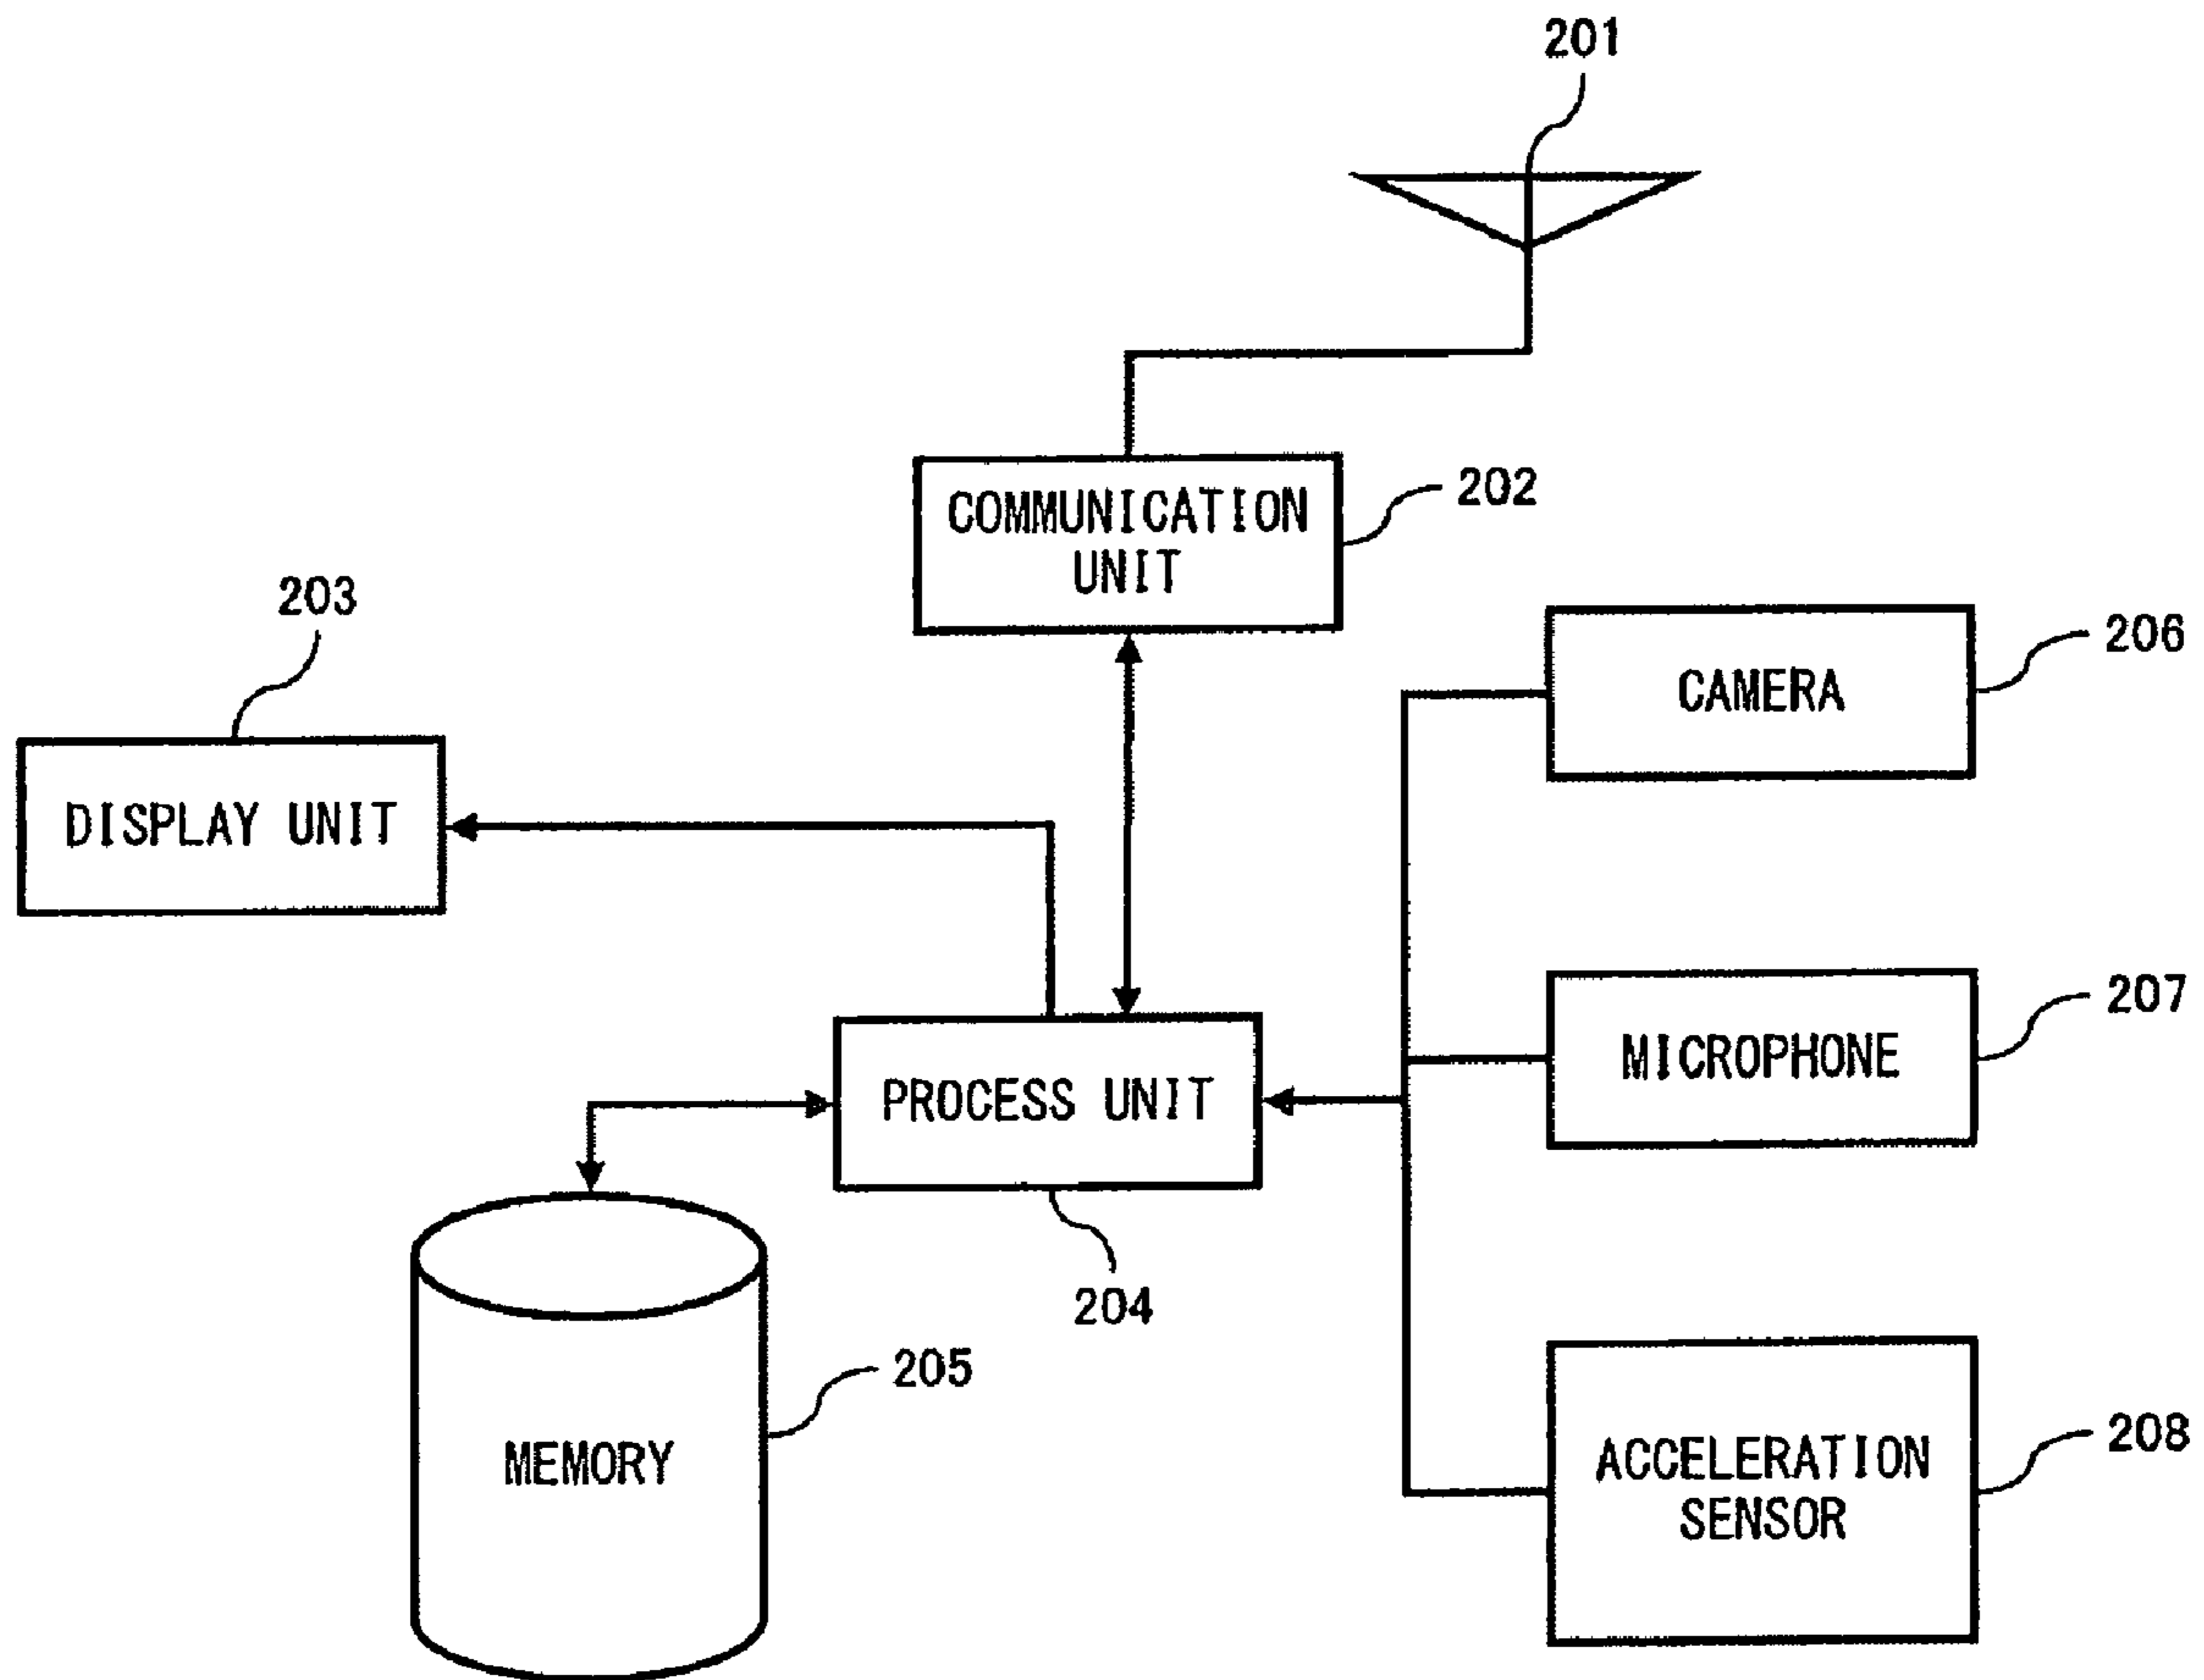 201
COMMUNICATION
UNIT
202
203
DISPLAY UNIT
206
CAMERA
207
MICROPHONE
PROCESS UNIT
204
205
MEMORY
208
ACCELERATION
SENSOR